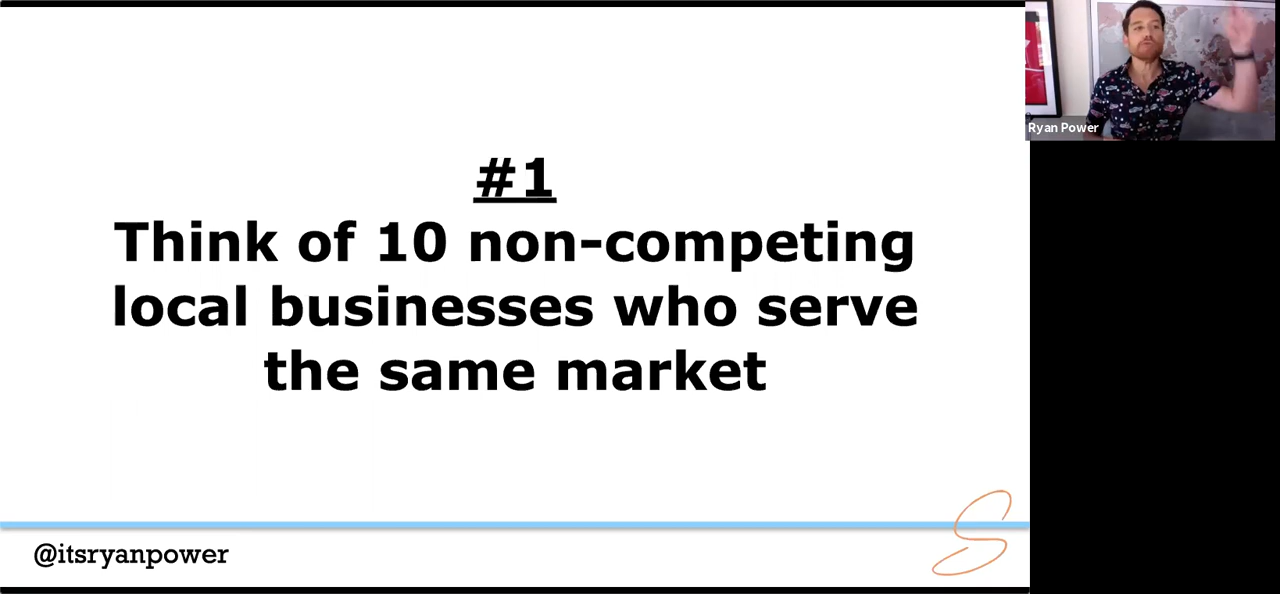 #1
Think of 10 non-competing
local businesses who serve
the same market
@itsryanpower
Ryan Power